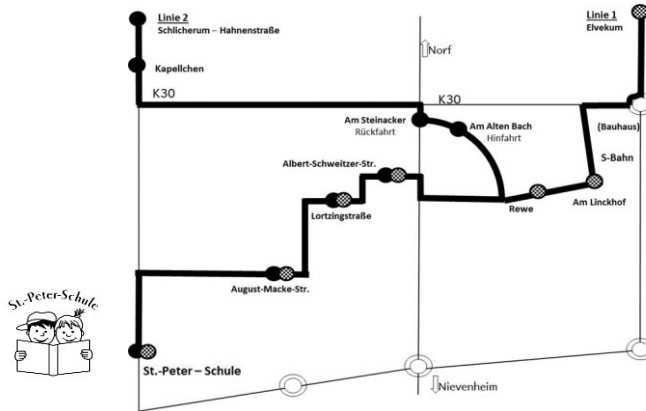 Linie 2
Schlicherum – Hahnenstraße
Linie 1
Elvekum
Norf
Kapellchen
K30
K30
Am Steinacker
Rückfahrt
Am Alten Bach
Hinfahrt
(Bauhaus)
S-Bahn
Albert-Schweitzer-Str.
Lortzingstraße
Rewe
Am Linckhof
August-Macke-Str.
St.-Peter-Schule
St.-Peter – Schule
Nievenheim